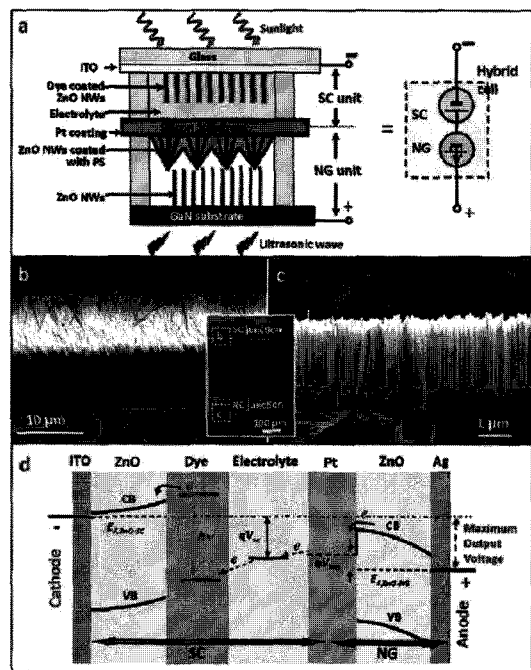 a
Sunlight
Glass
ITO
Dye coated
ZnO NWs
Electrolyte
Pt coating
ZnO NWs coated
with PS
ZnO NWs
GaN substrate
Ultrasonic wave
SC unit
NG unit
=
Hybrid
cell
SC
NG
b
10 µm
c
1 µm
SC junction
NG junction
100 µm
d
ITO
ZnO
Dye
Electrolyte
Pt
ZnO
Ag
CB
VB
Cathode
SC
NG
CB
VB
Maximum
Output
Voltage
Anode